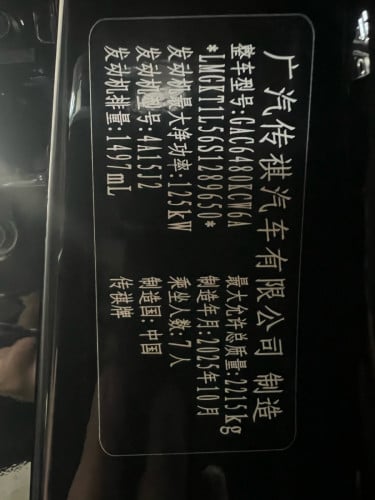 广汽传祺汽车有限公司 制造
整车型号:GAC6480KCW6A 最大允许总质量:2215kg
*LMGKT1L56S1289650* 制造年月:2025年10月
发动机最大净功率:125kW 乘坐人数:7人
发动机型号:4A15J2 制造国:中国
发动机排量:1497mL 传祺牌